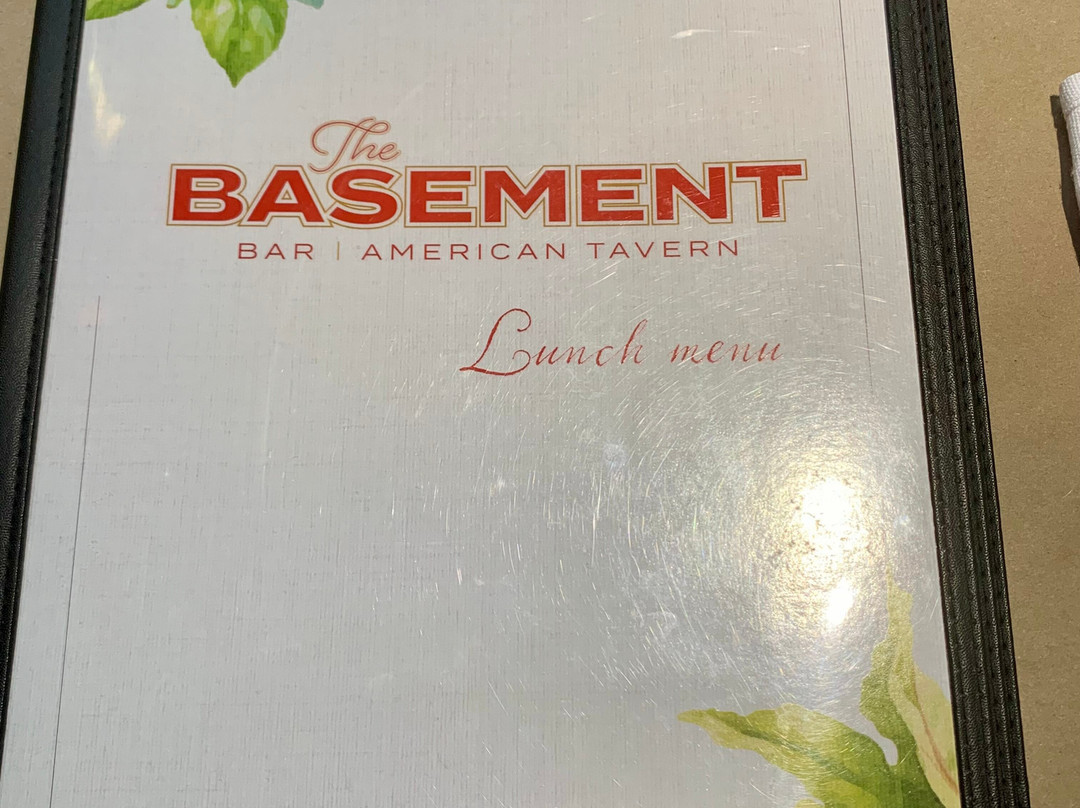 The
BASEMENT
BAR | AMERICAN TAVERN
Lunch menu